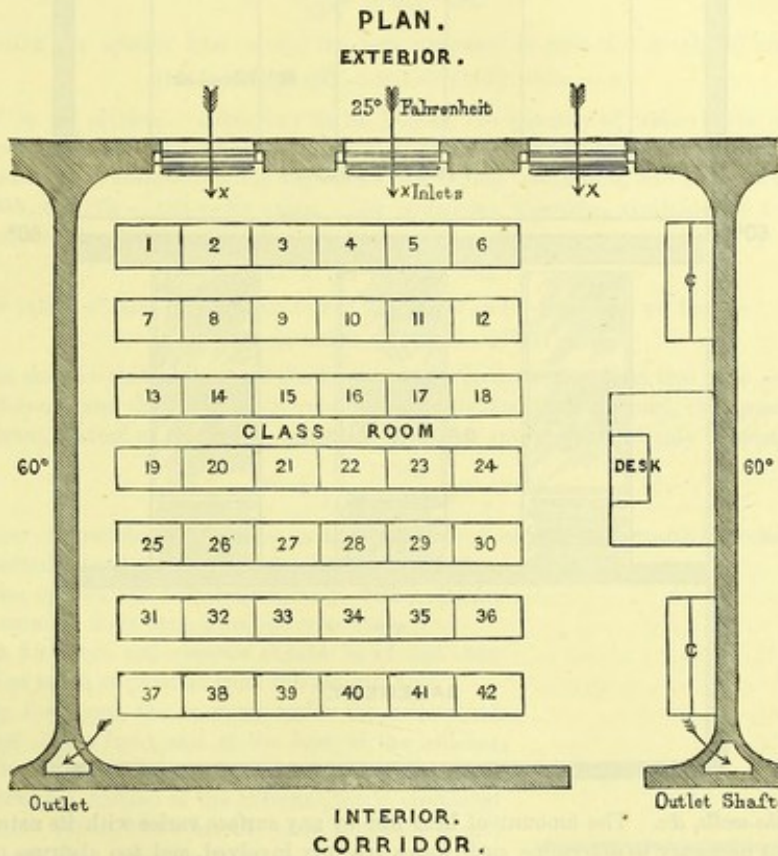 PLAN.
EXTERIOR.
25° Fahrenheit
x x Inlets x
1 2 3 4 5 6
C
7 8 9 10 11 12
13 14 15 16 17 18
CLASS ROOM
60° 19 20 21 22 23 24 DESK 60°
25 26 27 28 29 30
31 32 33 34 35 36
C
37 38 39 40 41 42
Outlet Outlet Shaft
INTERIOR.
CORRIDOR.